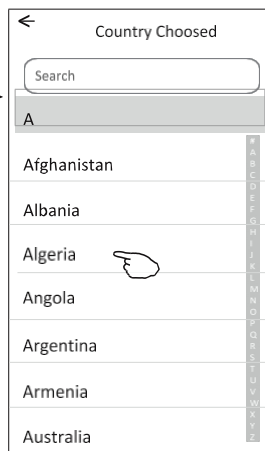 Country Choosed
Search
A
Afghanistan
Albania
Algeria
Angola
Argentina
Armenia
Australia
#
A
B
C
D
E
F
G
H
I
J
K
L
M
N
O
P
Q
R
S
T
U
V
W
X
Y
Z